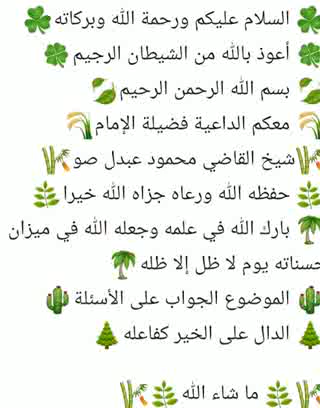 السلام عليكم ورحمة الله وبركاته
أعوذ بالله من الشيطان الرجيم
بسم الله الرحمن الرحيم
معكم الداعية فضيلة الإمام
شيخ القاضي محمود عبدل صو
حفظه الله ورعاه جزاه الله خيرا
بارك الله في علمه وجعله الله في ميزان
حسناته يوم لا ظل إلا ظله
الموضوع الجواب على الأسئلة
الدال على الخير كفاعله
ما شاء الله